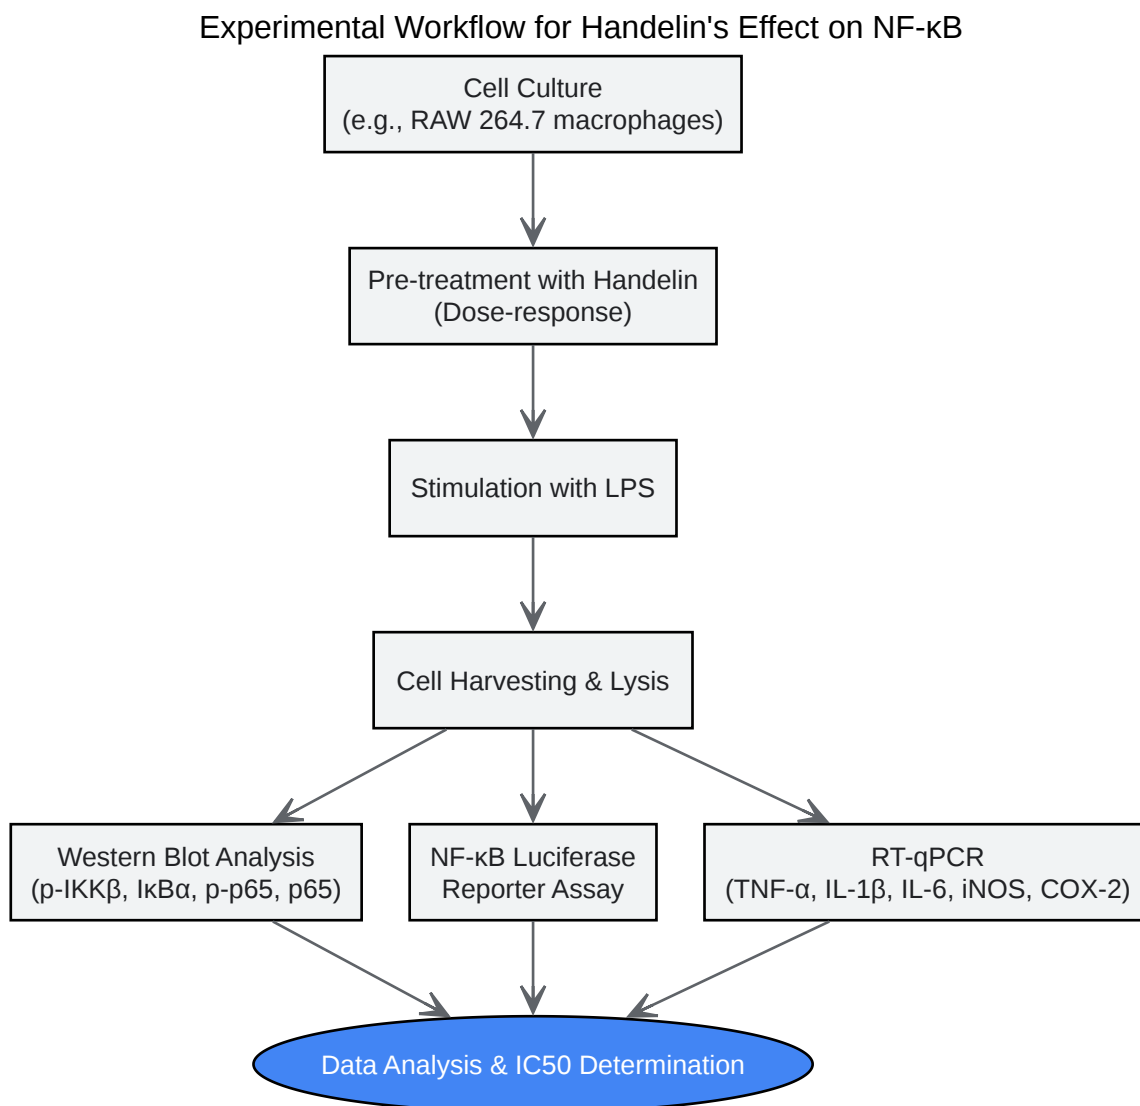 Experimental Workflow for Handelin's Effect on NF-κB
Cell Culture
(e.g., RAW 264.7 macrophages)
Pre-treatment with Handelin
(Dose-response)
Stimulation with LPS
Cell Harvesting & Lysis
Western Blot Analysis
(p-IKKβ, IκBα, p-p65, p65)
NF-κB Luciferase
Reporter Assay
RT-qPCR
(TNF-α, IL-1β, IL-6, iNOS, COX-2)
Data Analysis & IC50 Determination